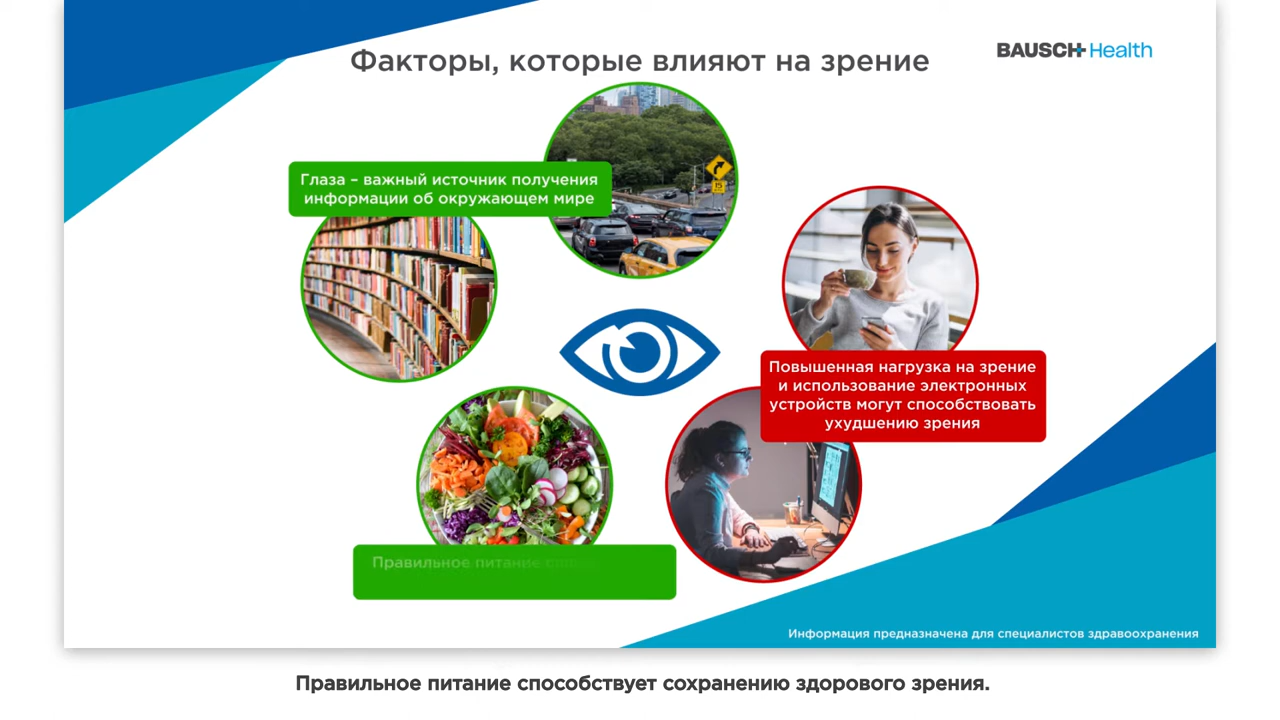 Факторы, которые влияют на зрение
BAUSCH+Health
Глаза – важный источник получения
информации об окружающем мире
15
Повышенная нагрузка на зрение
и использование электронных
устройств могут способствовать
ухудшению зрения
Правильное питание
Информация предназначена для специалистов здравоохранения
Правильное питание способствует сохранению здорового зрения.